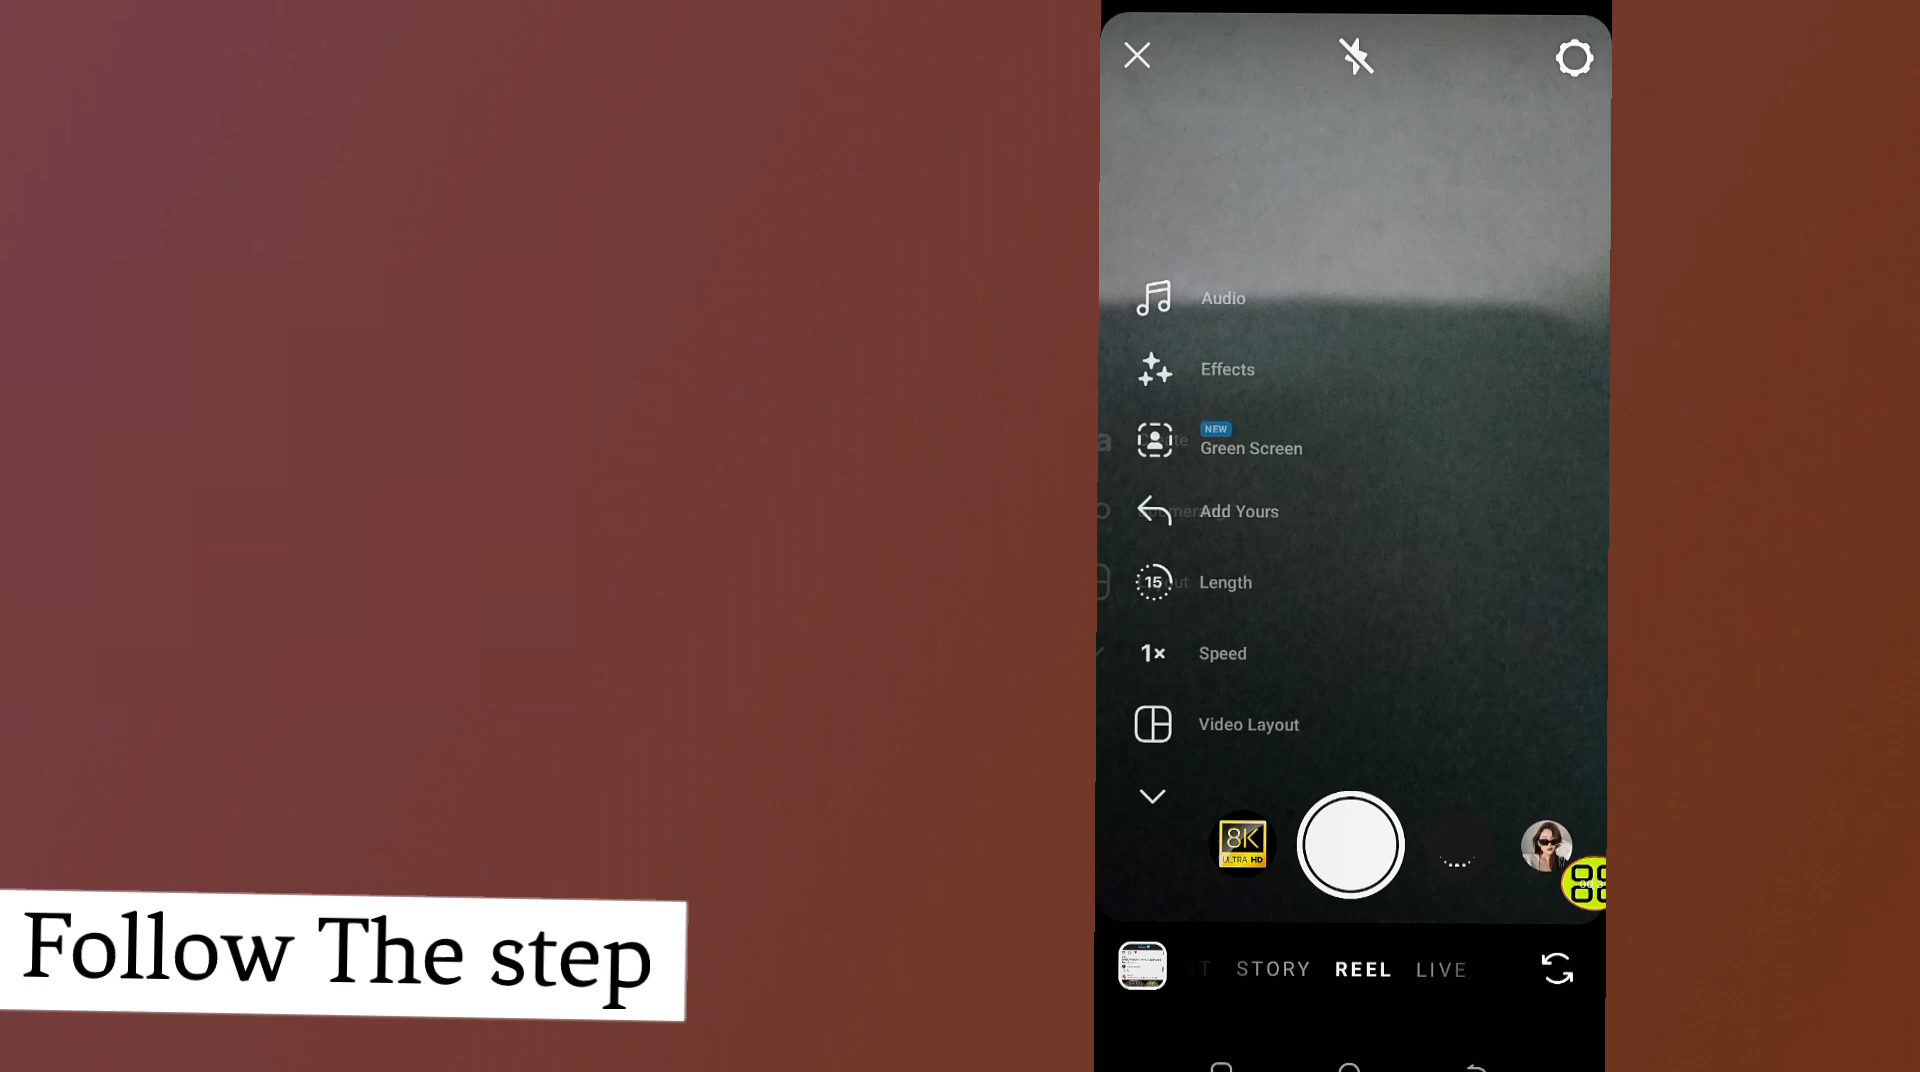 Audio
Effects
NEW
Green Screen
Add Yours
15
Length
1×
Speed
Video Layout
8K
ULTRA HD
STORY
REEL
LIVE
Follow The step